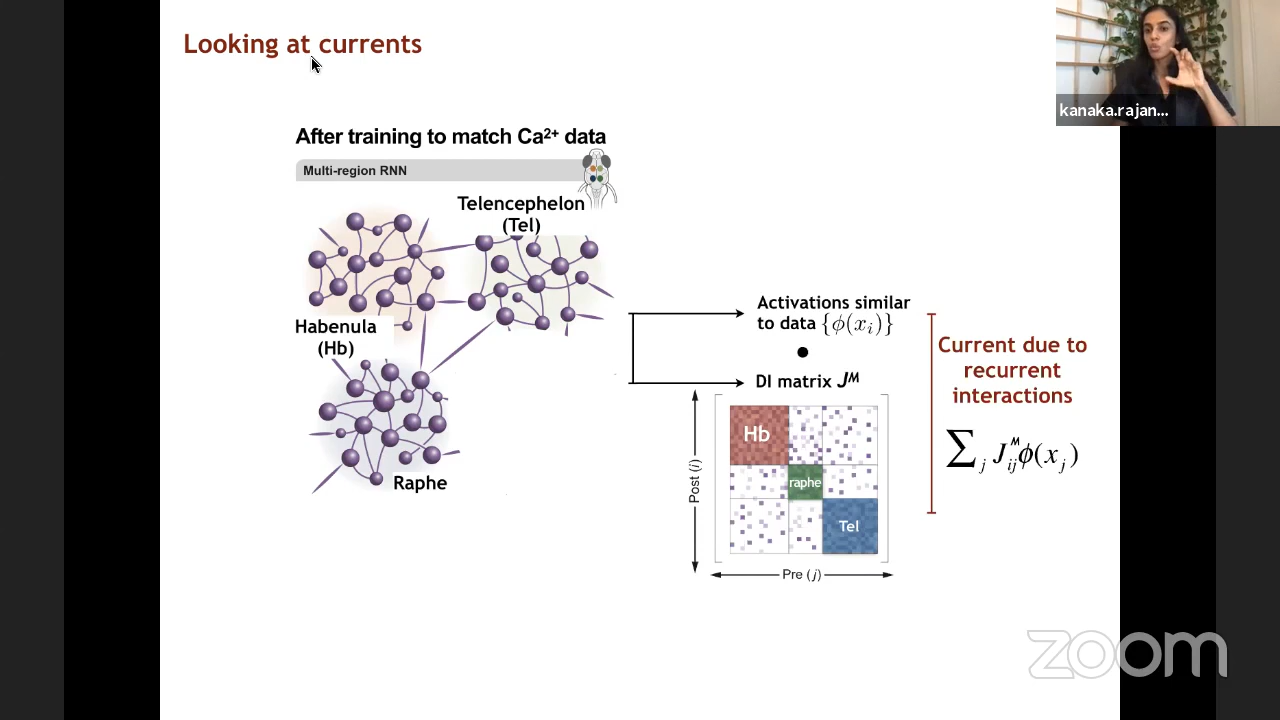 Looking at currents
kanaka.rajan...
After training to match Ca²⁺ data
Multi-region RNN
Telencephelon
(Tel)
Habenula
(Hb)
Raphe
Activations similar
to data {ϕ(xᵢ)}
•
DI matrix Jᴹ
Post (i)
Hb
raphe
Tel
Pre (j)
Current due to
recurrent
interactions
∑ⱼ Jᵢⱼᴹϕ(xⱼ)
zoom